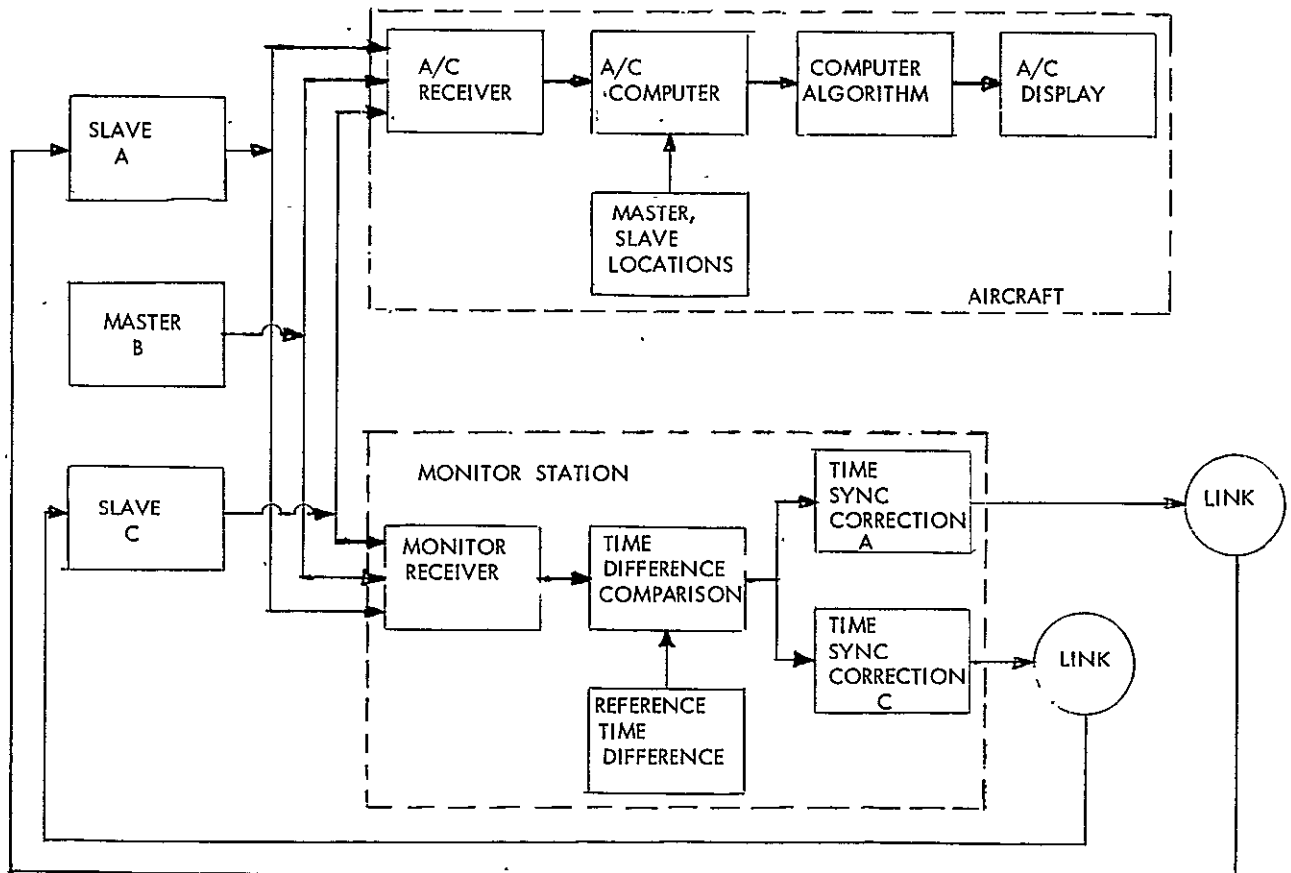 A/C
RECEIVER
A/C
COMPUTER
COMPUTER
ALGORITHM
A/C
DISPLAY
MASTER,
SLAVE
LOCATIONS
AIRCRAFT
SLAVE
A
MASTER
B
SLAVE
C
MONITOR STATION
MONITOR
RECEIVER
TIME
DIFFERENCE
COMPARISON
REFERENCE
TIME
DIFFERENCE
TIME
SYNC
CORRECTION
A
TIME
SYNC
CORRECTION
C
LINK
LINK